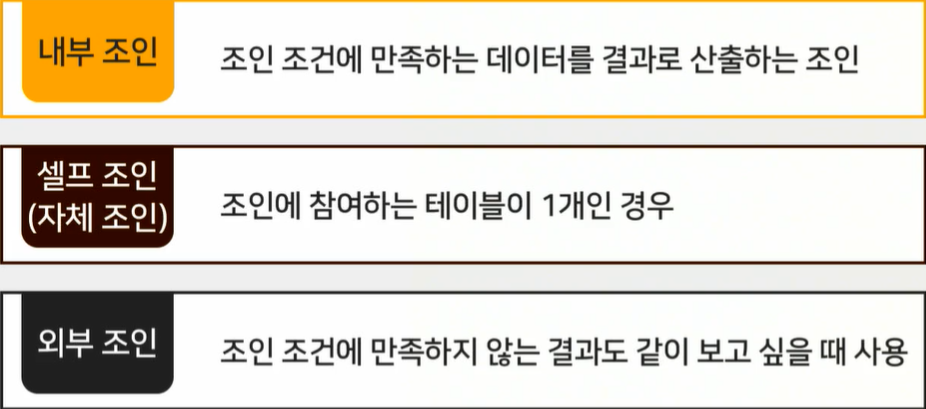 내부 조인
조인 조건에 만족하는 데이터를 결과로 산출하는 조인
셀프 조인
(자체 조인)
조인에 참여하는 테이블이 1개인 경우
외부 조인
조인 조건에 만족하지 않는 결과도 같이 보고 싶을 때 사용